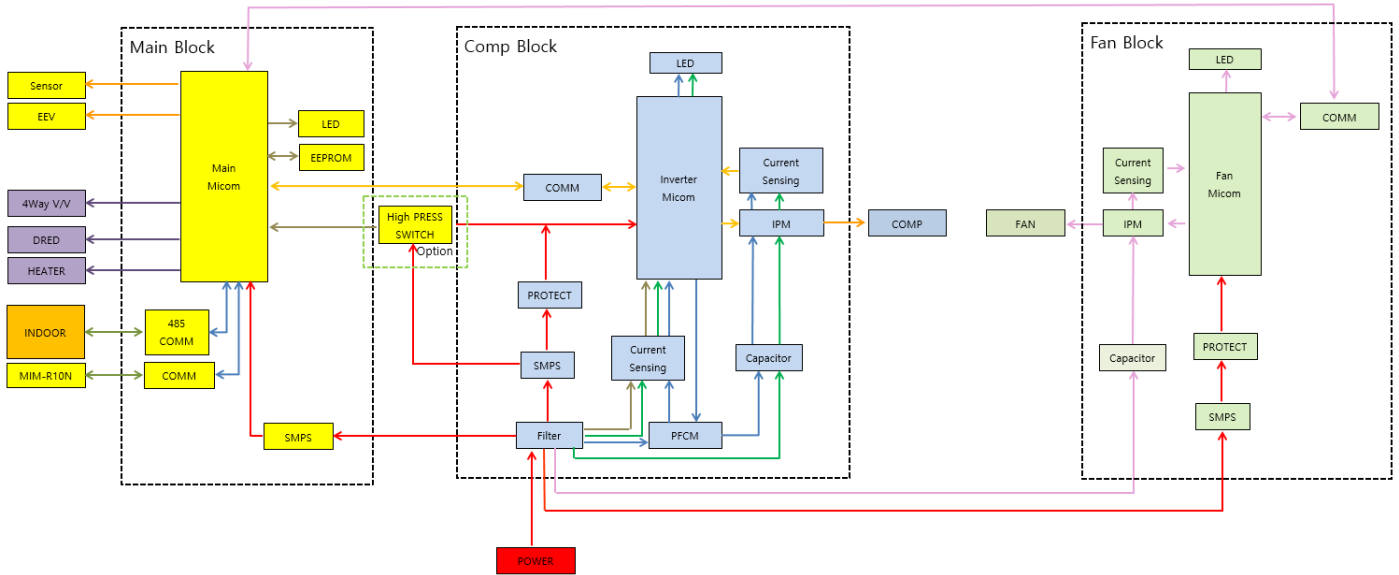 Main Block
Sensor
EEV
4Way V/V
DRED
HEATER
INDOOR
MIM-R10N
Main
Micom
LED
EEPROM
485
COMM
COMM
SMPS
High PRESS
SWITCH
Option
Comp Block
LED
Inverter
Micom
COMM
Current
Sensing
IPM
COMP
PROTECT
SMPS
Current
Sensing
Capacitor
Filter
PFCM
POWER
Fan Block
LED
Fan
Micom
COMM
Current
Sensing
IPM
FAN
Capacitor
PROTECT
SMPS